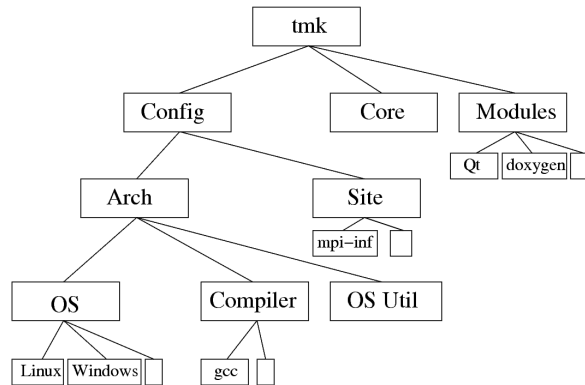 tmk
Config
Core
Modules
Qt
doxygen
Arch
Site
mpi−inf
OS
Compiler
OS Util
Linux
Windows
gcc